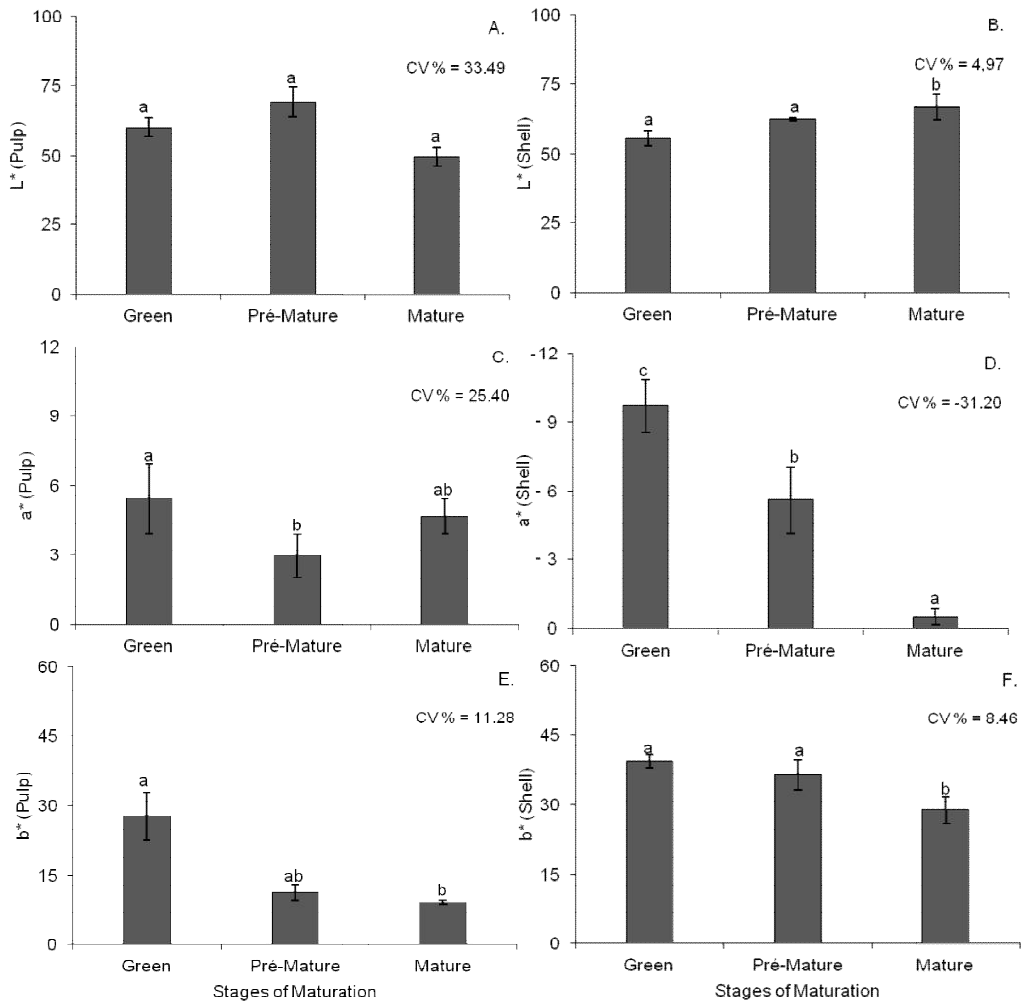 A.
CV % = 33.49
L* (Pulp)
100
75
50
25
0
a
a
a
Green Pré-Mature Mature
B.
CV % = 4,97
L* (Shell)
100
75
50
25
0
a
a
b
Green Pré-Mature Mature
C.
CV % = 25.40
a* (Pulp)
12
9
6
3
0
a
b
ab
Green Pré-Mature Mature
D.
CV % = -31.20
a* (Shell)
- 12
- 9
- 6
- 3
0
c
b
a
Green Pré-Mature Mature
E.
CV % = 11.28
b* (Pulp)
60
45
30
15
0
a
ab
b
Green Pré-Mature Mature
Stages of Maturation
F.
CV % = 8.46
b* (Shell)
60
45
30
15
0
a
a
b
Green Pré-Mature Mature
Stages of Maturation